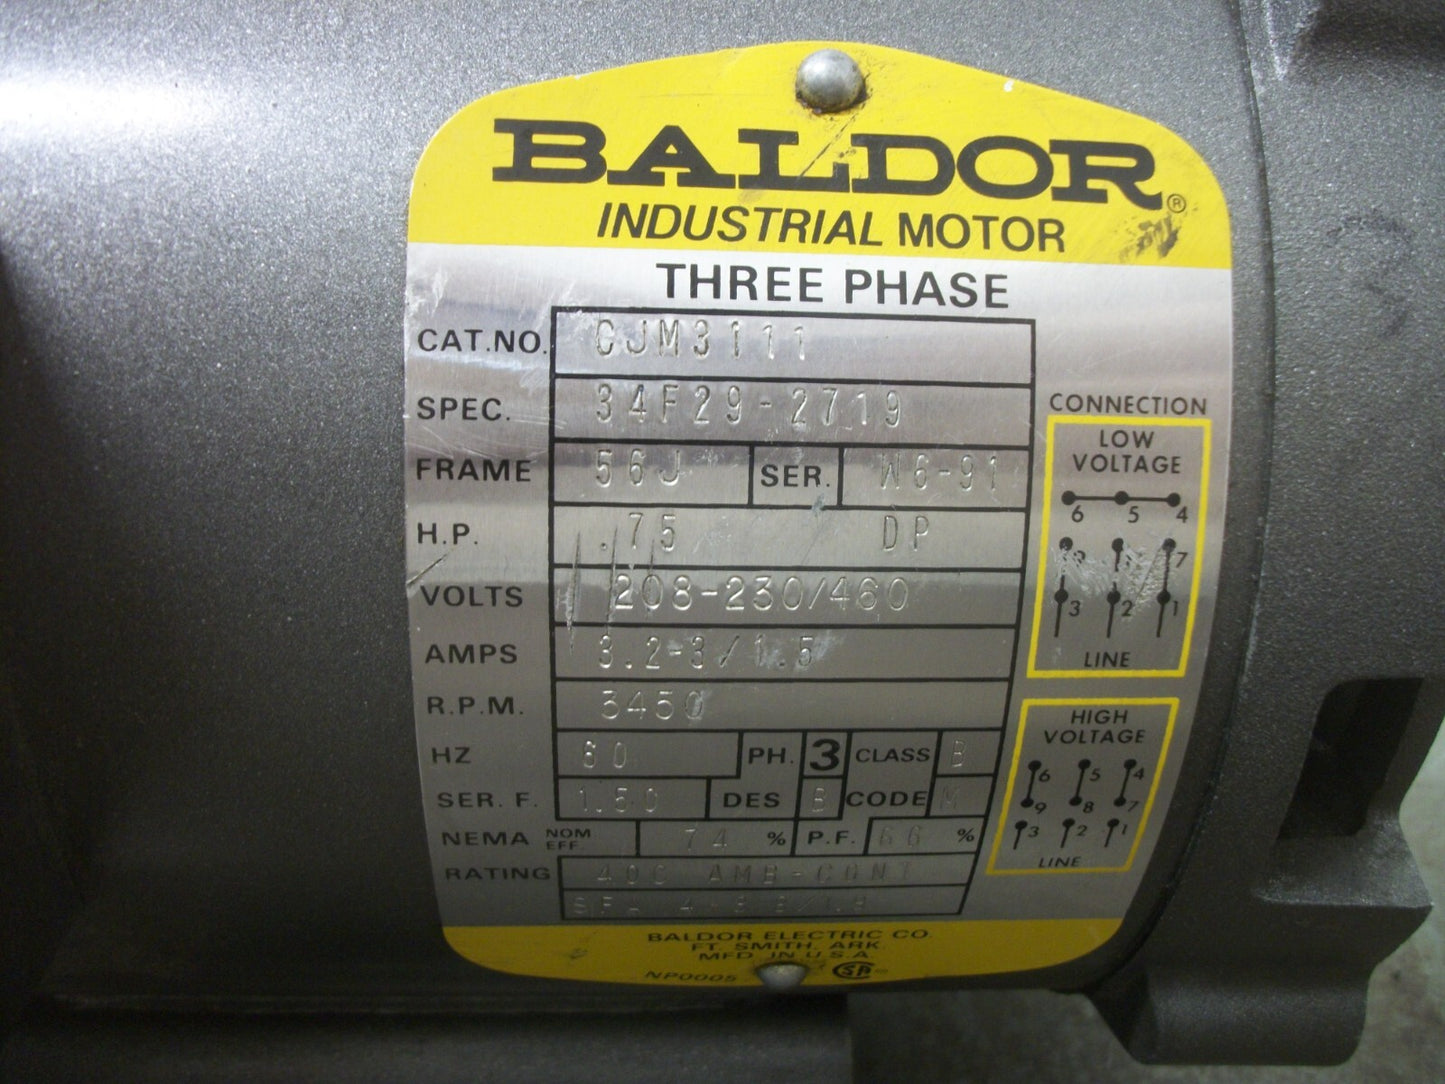 BALDOR®
INDUSTRIAL MOTOR
THREE PHASE
CAT.NO. CJM3111
SPEC. 34F29-2719
FRAME 56J SER. W6-91
H.P. .75 DP
VOLTS 208-230/460
AMPS 3.2-3/1.5
R.P.M. 3450
HZ 60 PH. 3 CLASS B
SER. F. 1.50 DES B CODE M
NEMA NOM EFF. 74 % P.F. 66 %
RATING 40C AMB-CONT
BALDOR ELECTRIC CO.
FT. SMITH, ARK.
MFD. IN U.S.A.
NP0005 SA
CONNECTION
LOW
VOLTAGE
6 5 4
7
3 2 1
LINE
HIGH
VOLTAGE
6 5 4
9 8 7
3 2 1
LINE